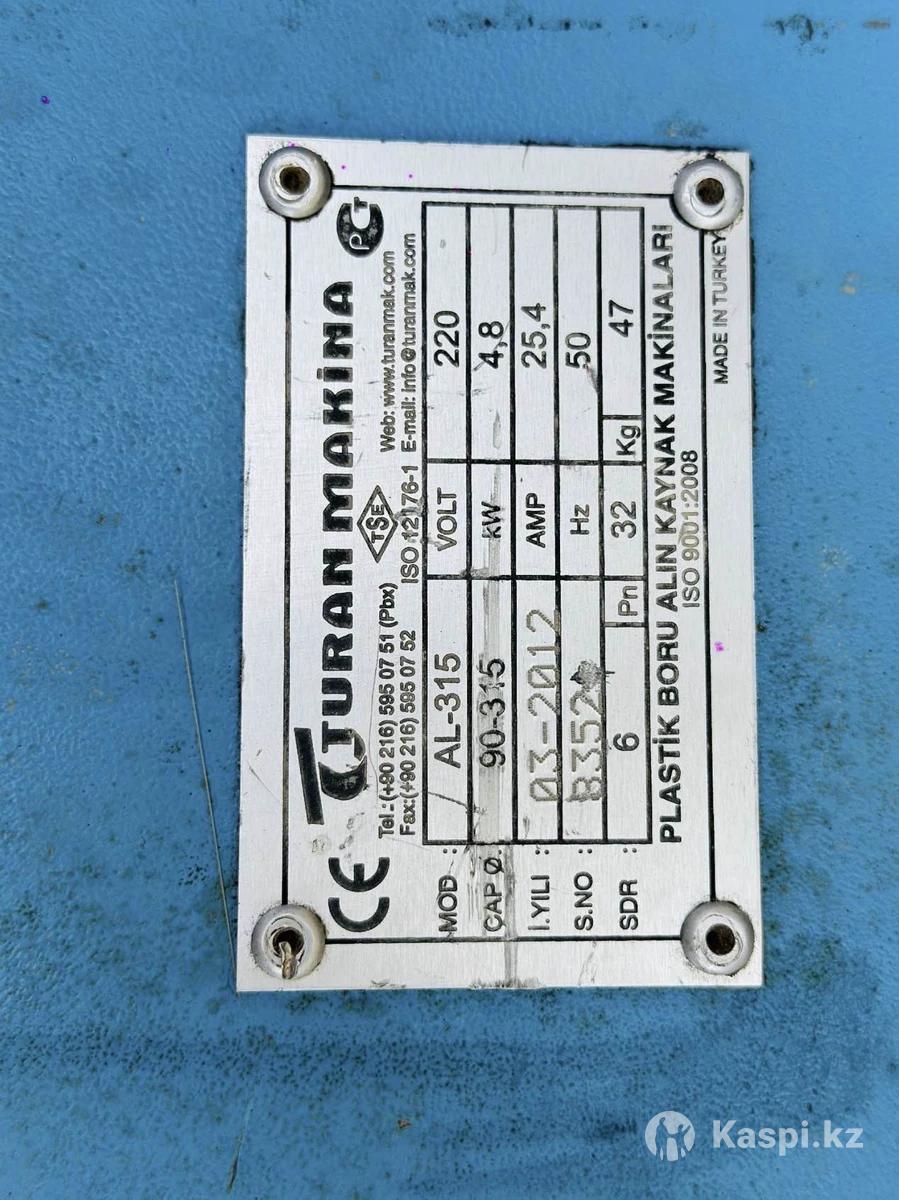 CE TURAN MAKİNA PCT
Tel.:(+90 216) 595 07 51 (Pbx) TSE Web: www.turanmak.com
Fax:(+90 216) 595 07 52 ISO 12176-1 E-mail: info@turanmak.com
MOD : AL-315 VOLT 220
ÇAP Ø: 90-315 kW 4,8
İ.YILI : 03-2012 AMP 25,4
S.NO : Hz 50
SDR : 6 Pn 32 Kg 47
PLASTİK BORU ALIN KAYNAK MAKİNALARI
ISO 9001:2008
MADE IN TURKEY
Kaspi.kz